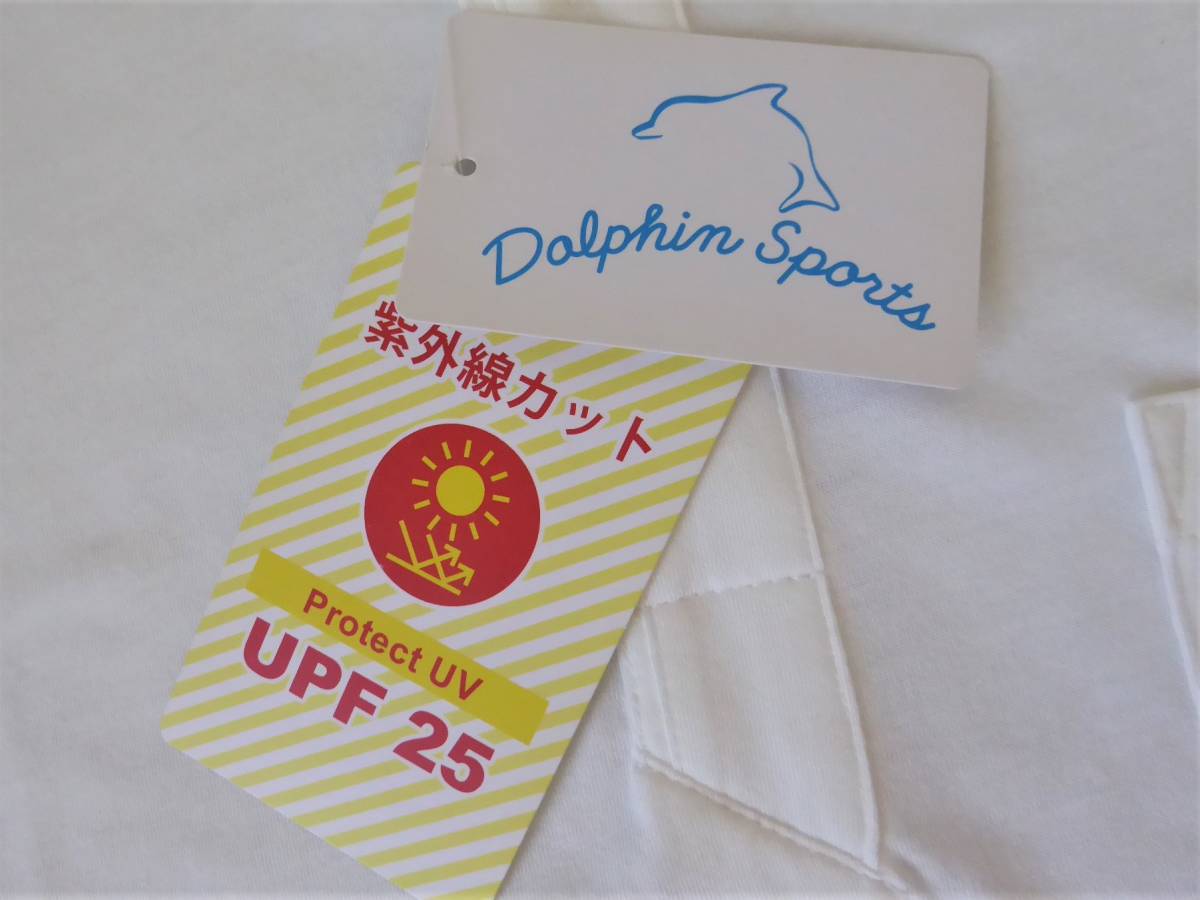 Dolphin Sports
紫外線カット
Protect UV
UPF 25